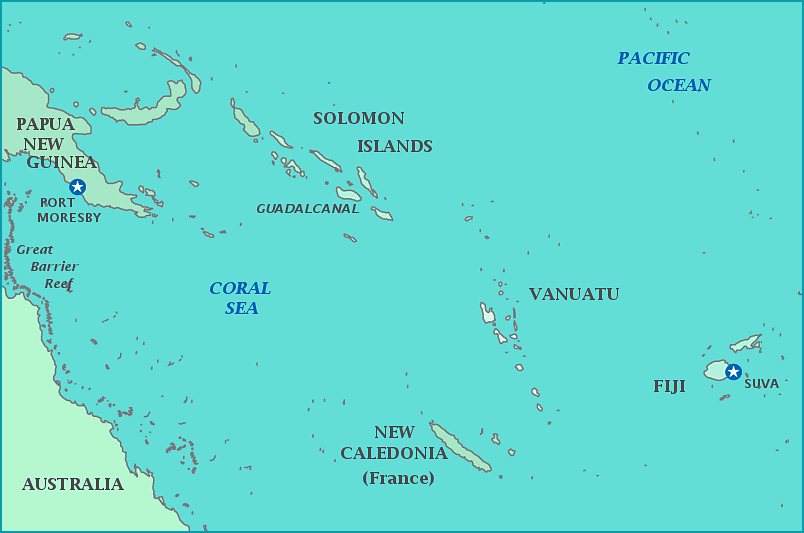 PACIFIC
OCEAN
SOLOMON
ISLANDS
PAPUA
NEW
GUINEA
PORT
MORESBY
GUADALCANAL
Great
Barrier
Reef
CORAL
SEA
VANUATU
FIJI
SUVA
NEW
CALEDONIA
(France)
AUSTRALIA